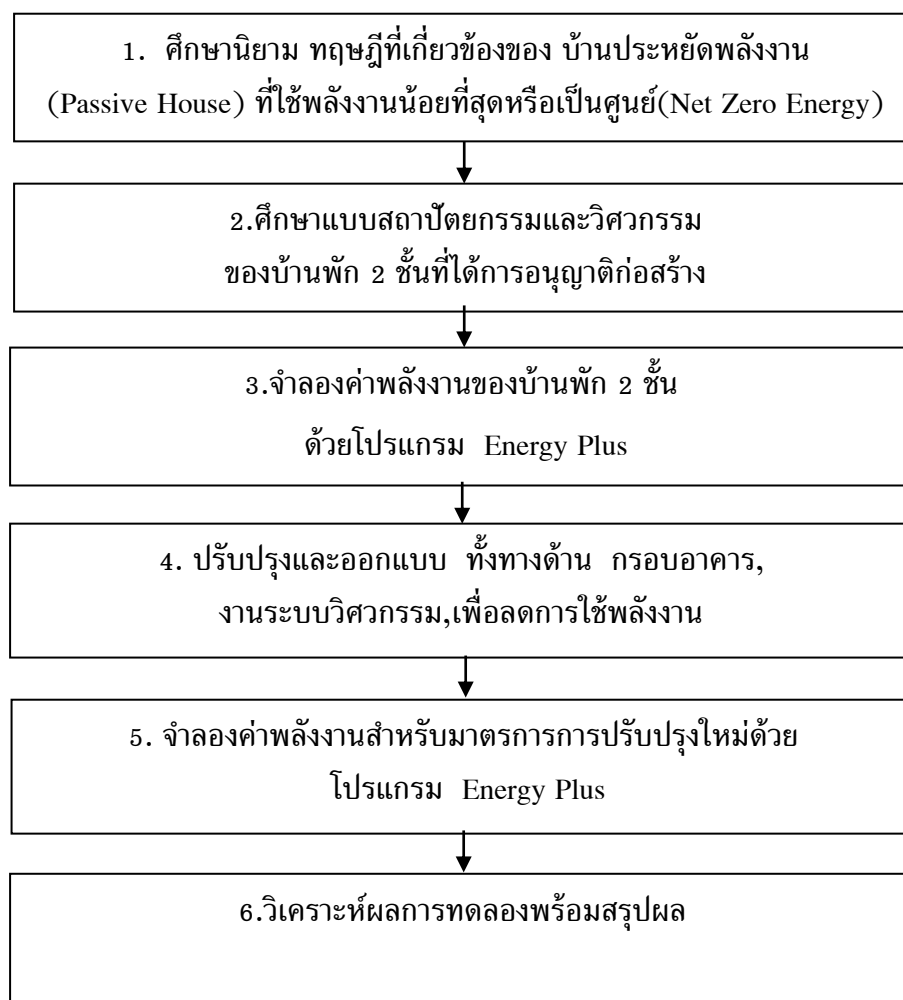 1. ศึกษานิยาม ทฤษฎีที่เกี่ยวข้องของ บ้านประหยัดพลังงาน
(Passive House) ที่ใช้พลังงานน้อยที่สุดหรือเป็นศูนย์(Net Zero Energy)
2.ศึกษาแบบสถาปัตยกรรมและวิศวกรรม
ของบ้านพัก 2 ชั้นที่ได้การอนุญาติก่อสร้าง
3.จำลองค่าพลังงานของบ้านพัก 2 ชั้น
ด้วยโปรแกรม Energy Plus
4. ปรับปรุงและออกแบบ ทั้งทางด้าน กรอบอาคาร,
งานระบบวิศวกรรม,เพื่อลดการใช้พลังงาน
5. จำลองค่าพลังงานสำหรับมาตรการการปรับปรุงใหม่ด้วย
โปรแกรม Energy Plus
6.วิเคราะห์ผลการทดลองพร้อมสรุปผล